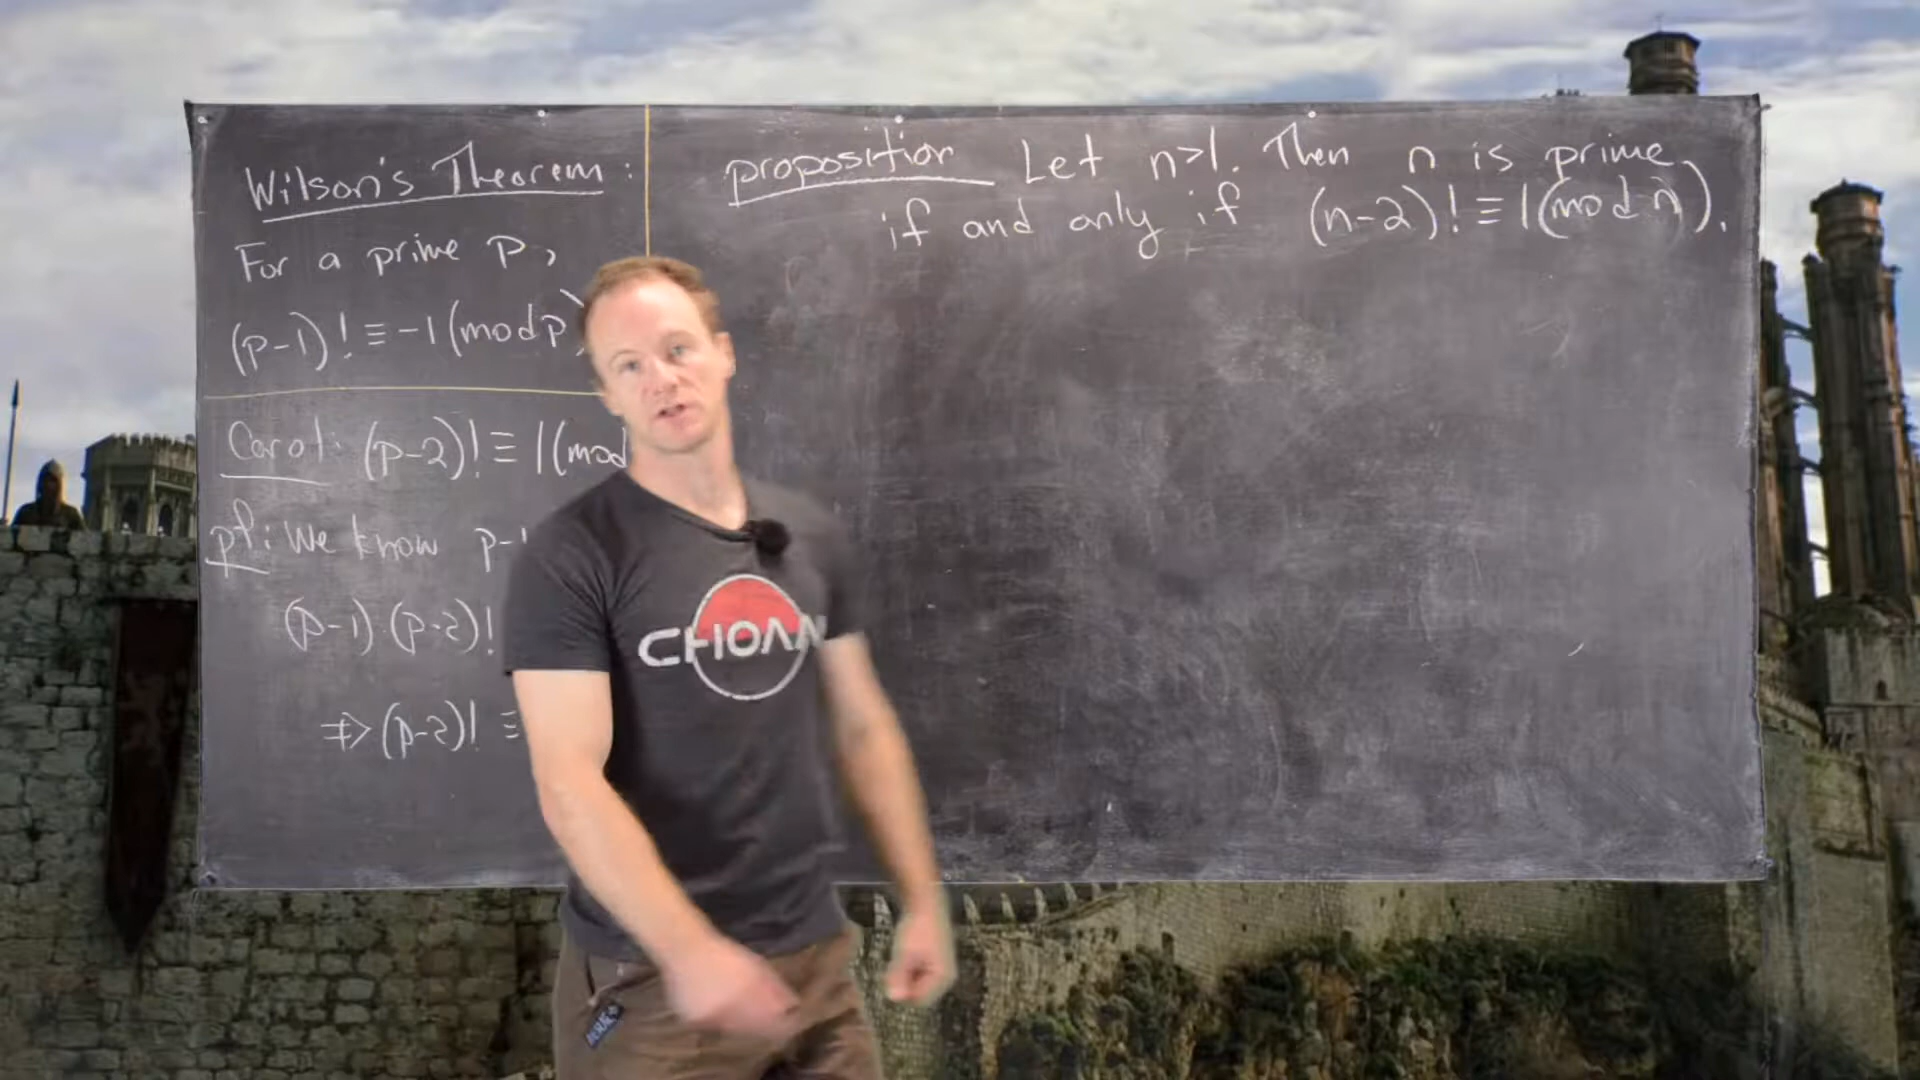 Wilson's Theorem:
For a prime p,
(p-1)! ≡ -1 (mod p)
Corol: (p-2)! ≡ 1 (mod
pf: We know p-1
(p-1)(p-2)!
⇒ (p-2)! ≡
proposition Let n>1. Then n is prime
if and only if (n-2)! ≡ 1 (mod n).
CHOAM